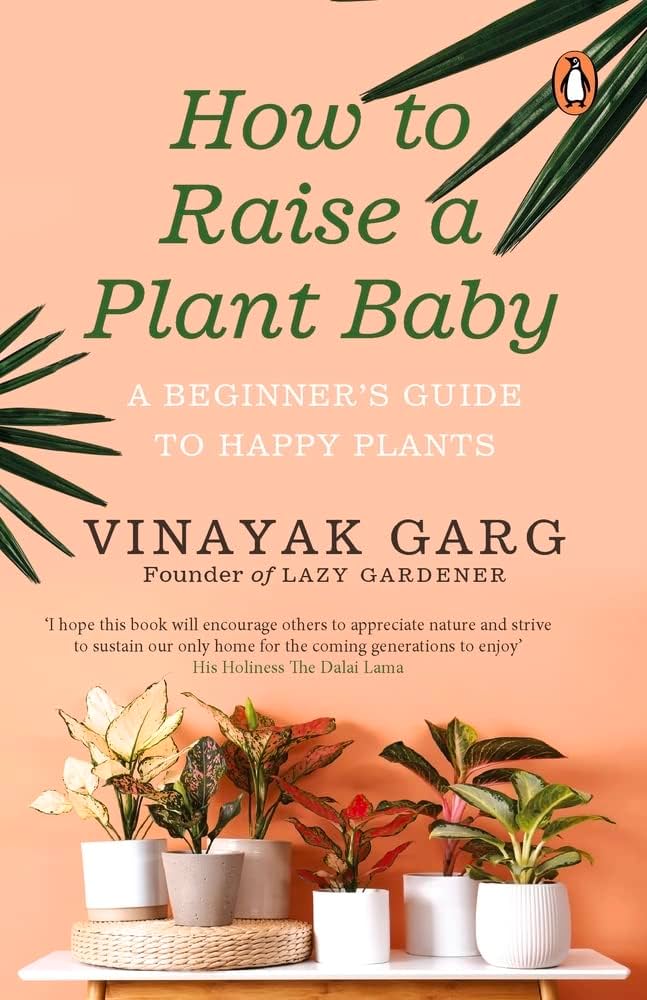 How to
Raise a
Plant Baby
A BEGINNER'S GUIDE
TO HAPPY PLANTS
VINAYAK GARG
Founder of LAZY GARDENER
‘I hope this book will encourage others to appreciate nature and strive
to sustain our only home for the coming generations to enjoy’
His Holiness The Dalai Lama